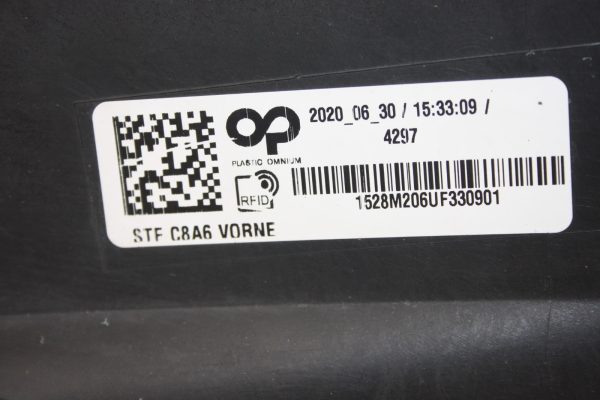 2020_06_30 / 15:33:09 /
4297
PLASTIC OMNIUM
RFID
1528M206UF330901
STF C8A6 VORNE